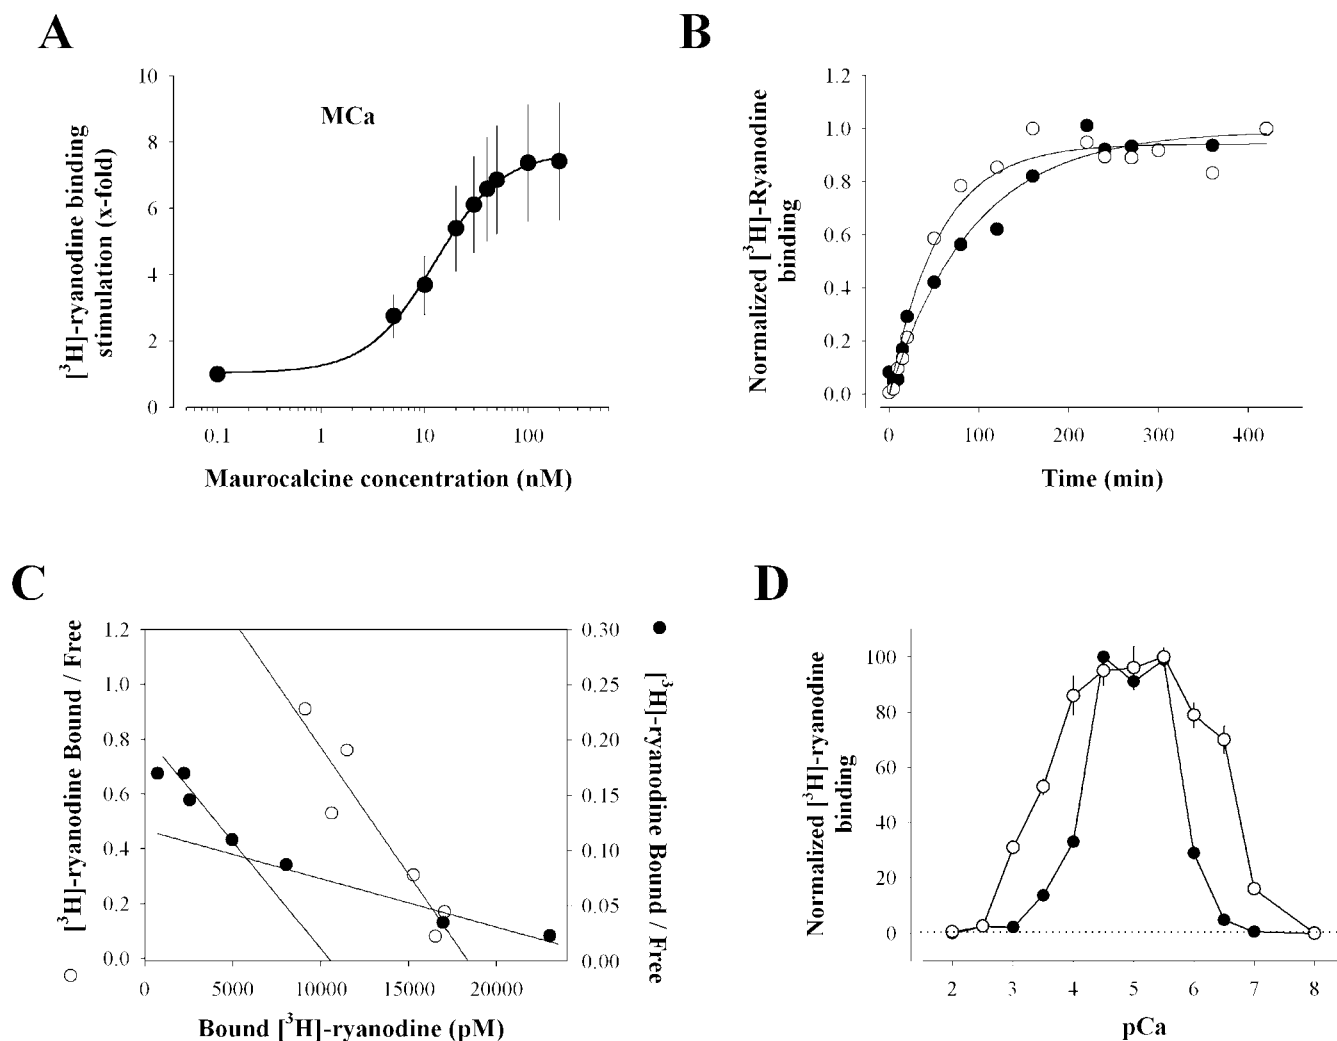 A
[³H]-ryanodine binding
stimulation (x-fold)
10
8
6
4
2
0
MCa
0.1 1 10 100
Maurocalcine concentration (nM)
B
Normalized [³H]-Ryanodine
binding
1.2
1.0
0.8
0.6
0.4
0.2
0.0
0 100 200 300 400
Time (min)
C
[³H]-ryanodine Bound / Free
1.2
1.0
0.8
0.6
0.4
0.2
0.0
0.30
0.25
0.20
0.15
0.10
0.05
0.00
[³H]-ryanodine Bound / Free
0 5000 10000 15000 20000
Bound [³H]-ryanodine (pM)
D
Normalized [³H]-ryanodine
binding
100
80
60
40
20
0
2 3 4 5 6 7 8
pCa